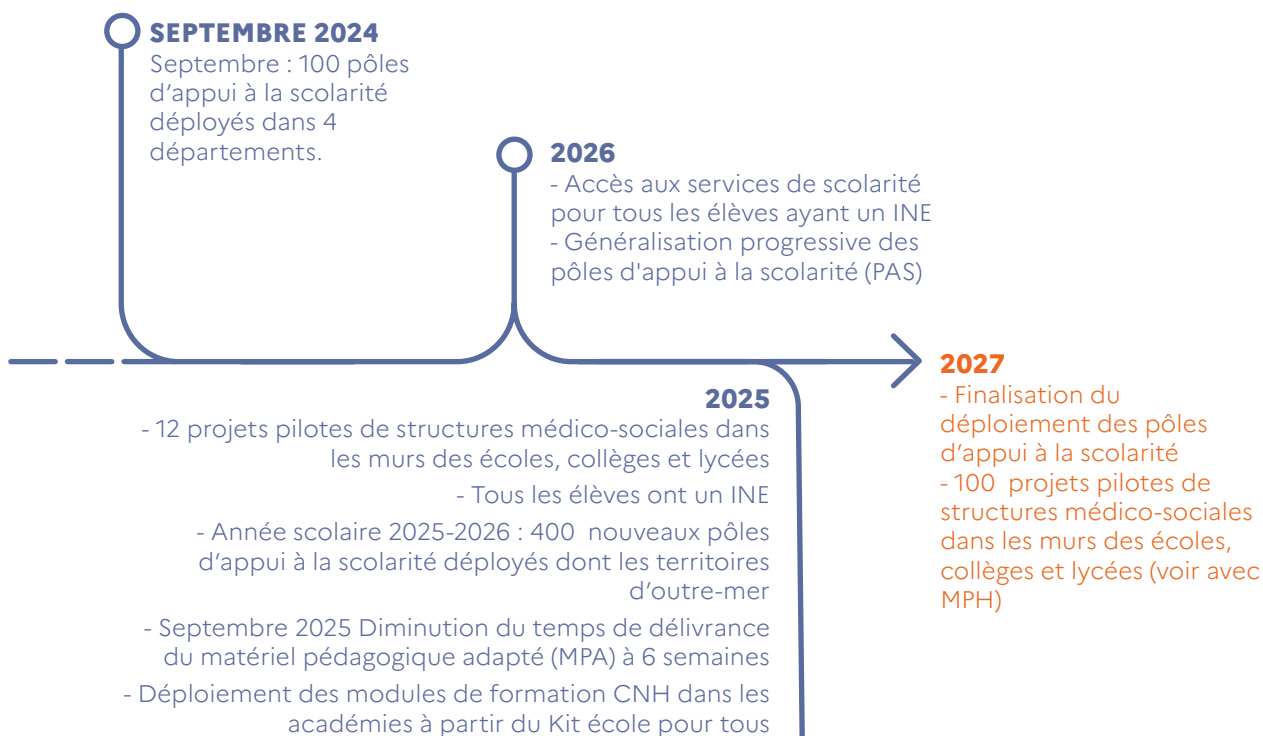 SEPTEMBRE 2024
Septembre : 100 pôles
d’appui à la scolarité
déployés dans 4
départements.
2026
- Accès aux services de scolarité
pour tous les élèves ayant un INE
- Généralisation progressive des
pôles d'appui à la scolarité (PAS)
2025
- 12 projets pilotes de structures médico-sociales dans
les murs des écoles, collèges et lycées
- Tous les élèves ont un INE
- Année scolaire 2025-2026 : 400 nouveaux pôles
d’appui à la scolarité déployés dont les territoires
d’outre-mer
- Septembre 2025 Diminution du temps de délivrance
du matériel pédagogique adapté (MPA) à 6 semaines
- Déploiement des modules de formation CNH dans les
académies à partir du Kit école pour tous
2027
- Finalisation du
déploiement des pôles
d’appui à la scolarité
- 100 projets pilotes de
structures médico-sociales
dans les murs des écoles,
collèges et lycées (voir avec
MPH)